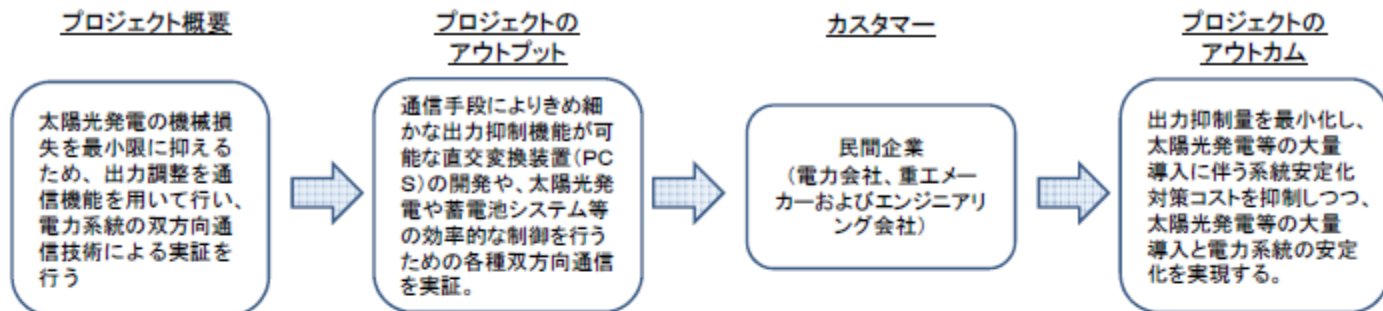 プロジェクト概要
太陽光発電の機械損
失を最小限に抑える
ため、出力調整を通
信機能を用いて行い、
電力系統の双方向通
信技術による実証を
行う
プロジェクトの
アウトプット
通信手段によりきめ細
かな出力抑制機能が可
能な直交変換装置(PC
S)の開発や、太陽光発
電や蓄電池システム等
の効率的な制御を行う
ための各種双方向通信
を実証。
カスタマー
民間企業
(電力会社、重工メー
カーおよびエンジニアリ
ング会社)
プロジェクトの
アウトカム
出力抑制量を最小化し、
太陽光発電等の大量
導入に伴う系統安定化
対策コストを抑制しつつ、
太陽光発電等の大量
導入と電力系統の安定
化を実現する。